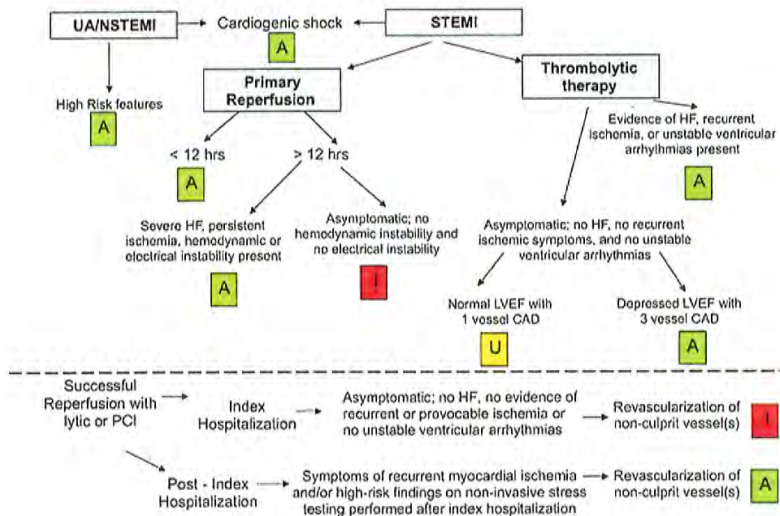 UA/NSTEMI
Cardiogenic shock
A
STEMI
High Risk features
A
Primary
Reperfusion
Thrombolytic
therapy
Evidence of HF, recurrent
ischemia, or unstable ventricular
arrhythmias present
A
< 12 hrs
A
> 12 hrs
Severe HF, persistent
ischemia, hemodynamic or
electrical instability present
A
Asymptomatic; no
hemodynamic instability and
no electrical instability
I
Asymptomatic; no HF, no recurrent
ischemic symptoms, and no unstable
ventricular arrhythmias
Normal LVEF with
1 vessel CAD
U
Depressed LVEF with
3 vessel CAD
A
Successful
Reperfusion with
lytic or PCI
Index
Hospitalization
Asymptomatic; no HF, no evidence of
recurrent or provocable ischemia or
no unstable ventricular arrhythmias
Revascularization of
non-culprit vessel(s)
I
Post - Index
Hospitalization
Symptoms of recurrent myocardial ischemia
and/or high-risk findings on non-invasive stress
testing performed after index hospitalization
Revascularization of
non-culprit vessel(s)
A